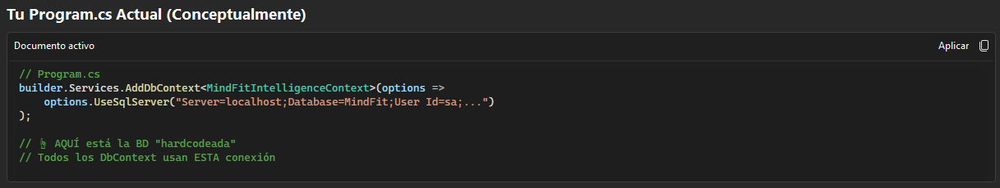 Tu Program.cs Actual (Conceptualmente)
Documento activo
Aplicar
// Program.cs
builder.Services.AddDbContext<MindFitIntelligenceContext>(options =>
    options.UseSqlServer("Server=localhost;Database=MindFit;User Id=sa;...")
);
// 👆 AQUÍ está la BD "hardcodeada"
// Todos los DbContext usan ESTA conexión